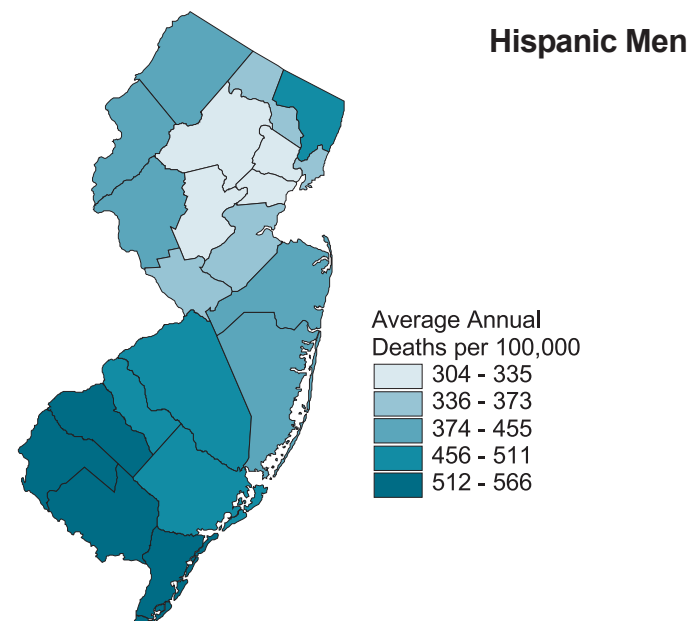 Hispanic Men
Average Annual
Deaths per 100,000
304 - 335
336 - 373
374 - 455
456 - 511
512 - 566